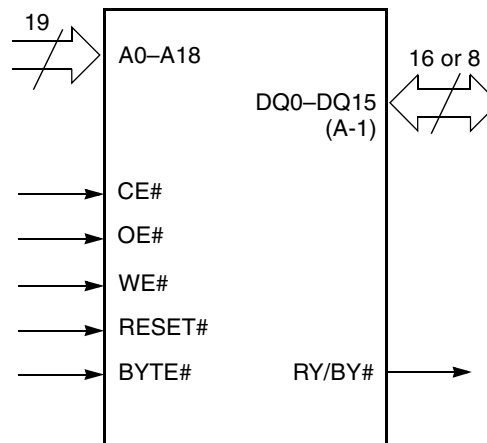 19
A0–A18
16 or 8
DQ0–DQ15
(A-1)
CE#
OE#
WE#
RESET#
BYTE#
RY/BY#